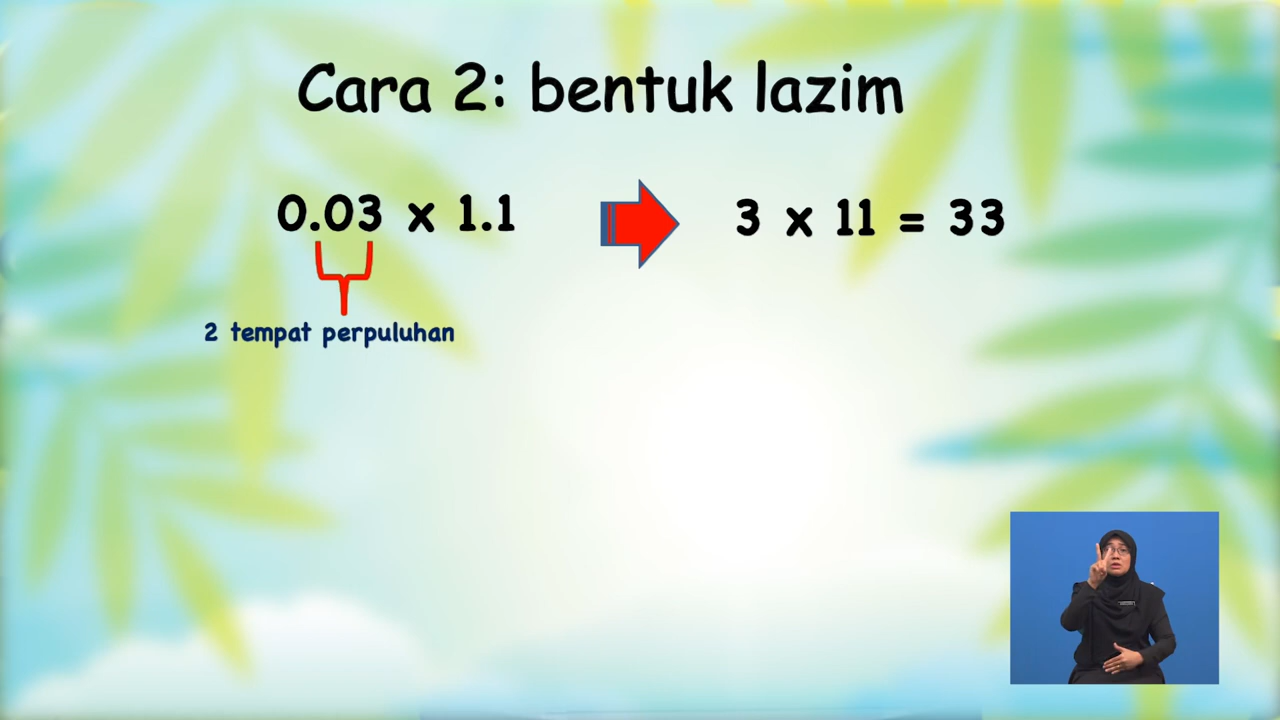 Cara 2: bentuk lazim
0.03 x 1.1
3 x 11 = 33
2 tempat perpuluhan